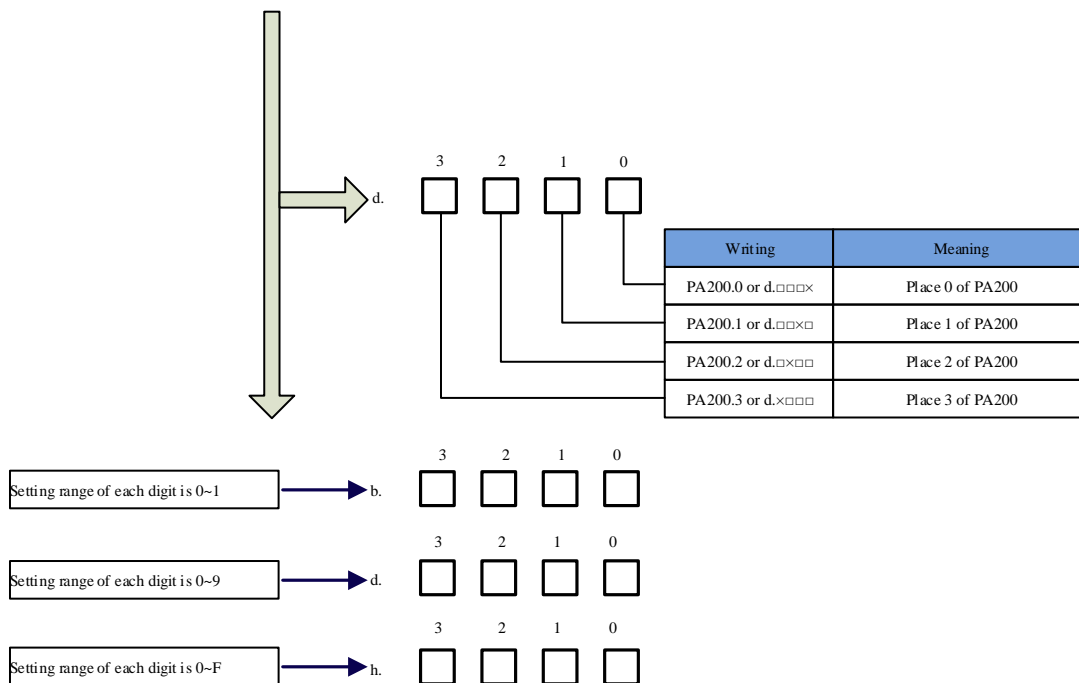 3 2 1 0
d.
Writing Meaning
PA200.0 or d.□□□× Place 0 of PA200
PA200.1 or d.□□×□ Place 1 of PA200
PA200.2 or d.□×□□ Place 2 of PA200
PA200.3 or d.×□□□ Place 3 of PA200
3 2 1 0
Setting range of each digit is 0~1 b.
3 2 1 0
Setting range of each digit is 0~9 d.
3 2 1 0
Setting range of each digit is 0~F h.